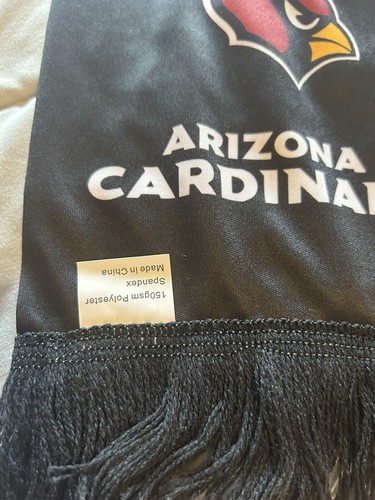 ARIZONA
CARDINAL
150gsm Polyester
Spandex
Made in China